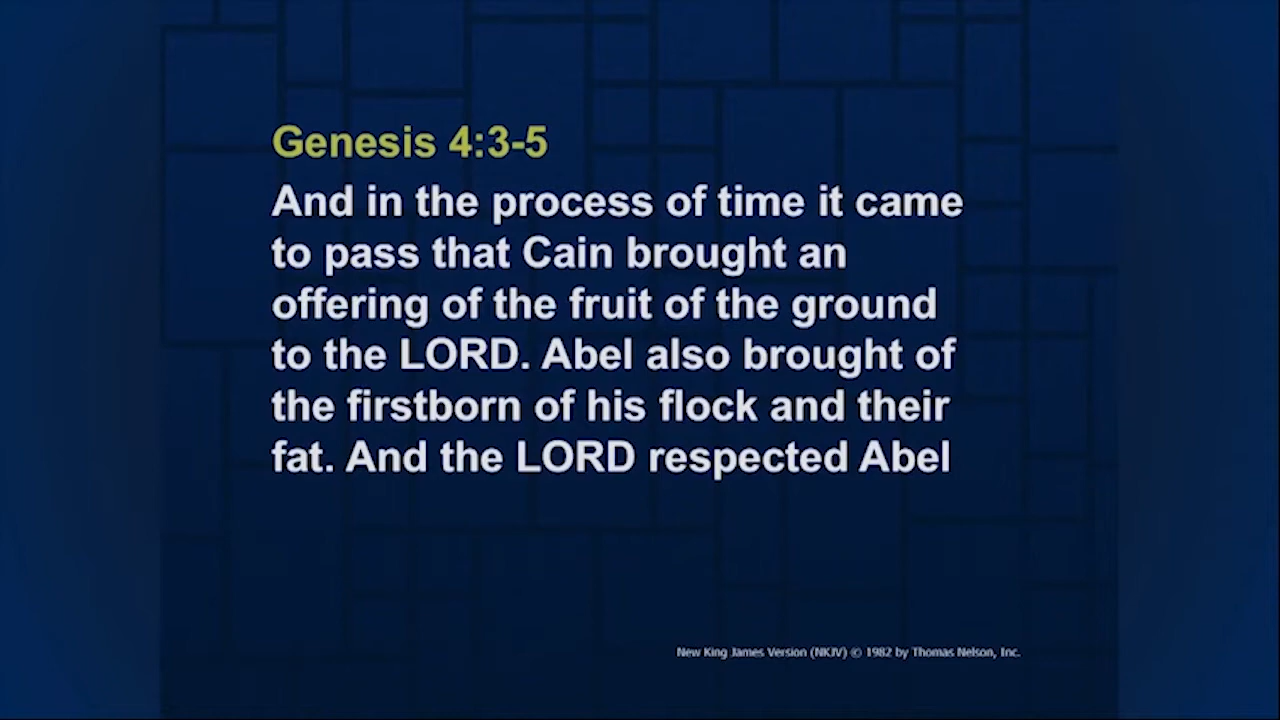 Genesis 4:3-5
And in the process of time it came
to pass that Cain brought an
offering of the fruit of the ground
to the LORD. Abel also brought of
the firstborn of his flock and their
fat. And the LORD respected Abel
New King James Version (NKJV) © 1982 by Thomas Nelson, Inc.